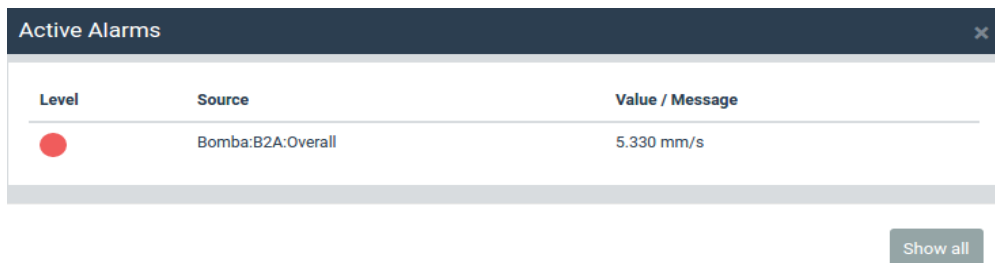 Active Alarms ×
Level Source Value / Message
Bomba:B2A:Overall 5.330 mm/s
Show all